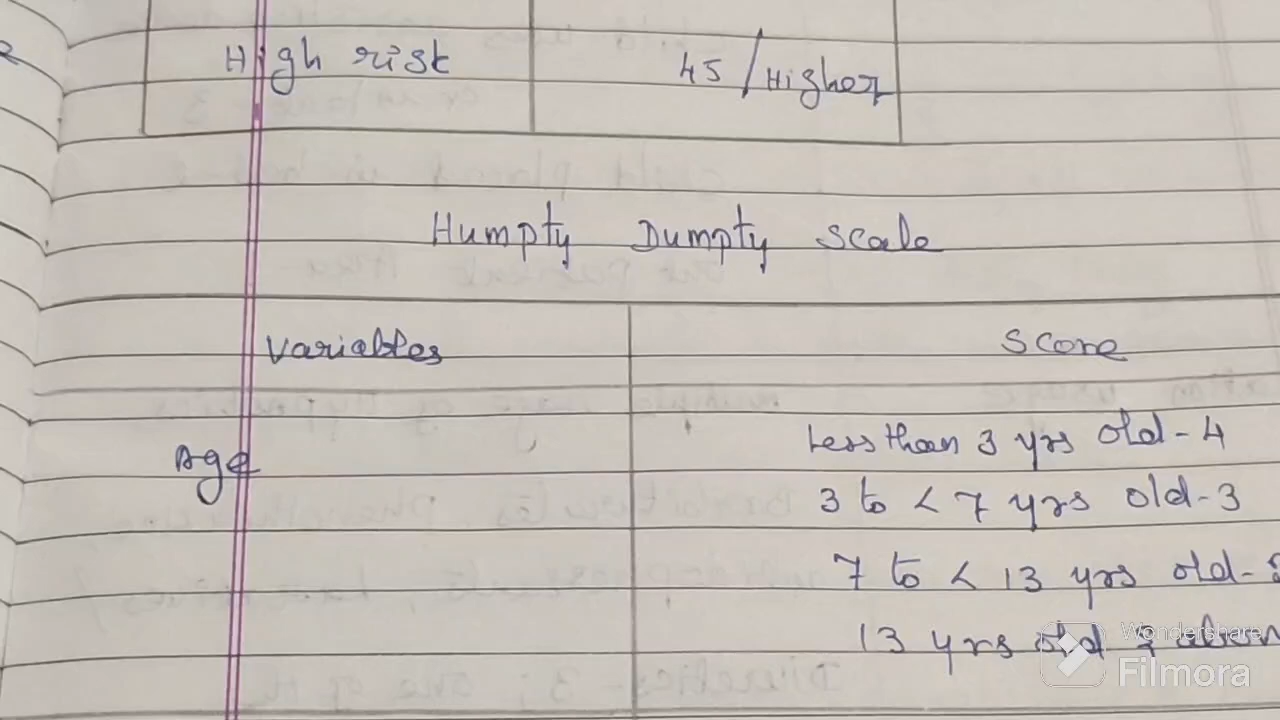 High risk 45/Higher
Humpty Dumpty Scale
Variables Score
Age Less than 3 yrs old-4
3 to < 7 yrs old-3
7 to < 13 yrs old-
13 yrs old &
Wondershare
Filmora